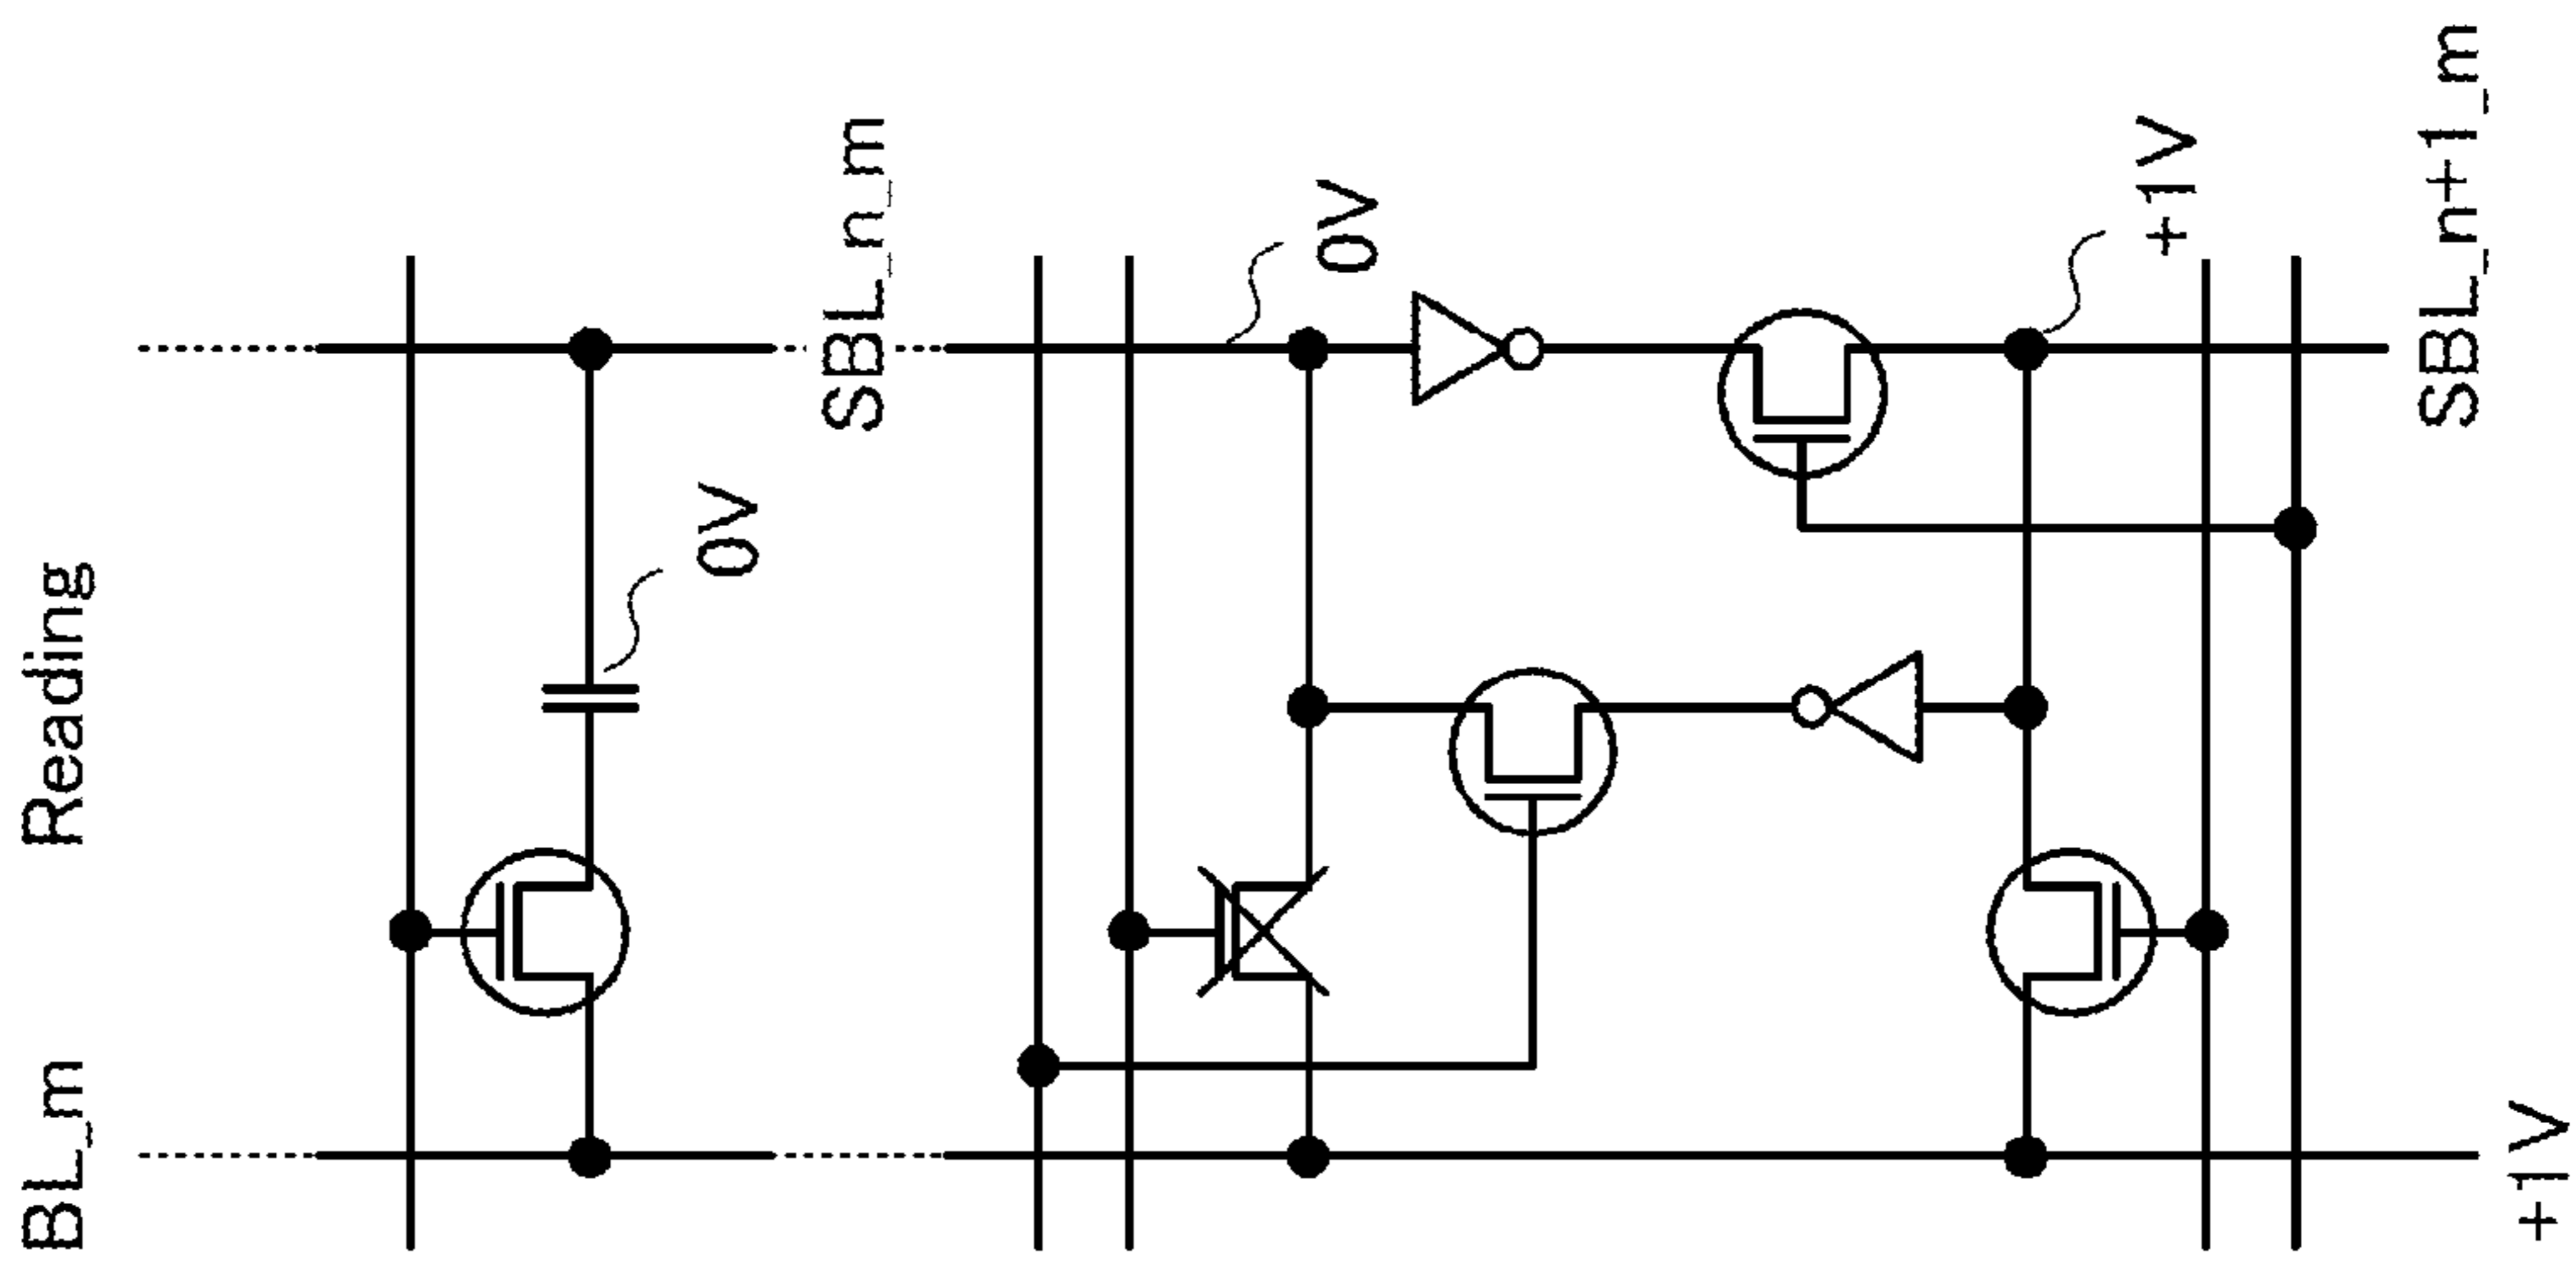 BL_m
Reading
0V
SBL_n_m
0V
+1V
SBL_n+1_m
+1V